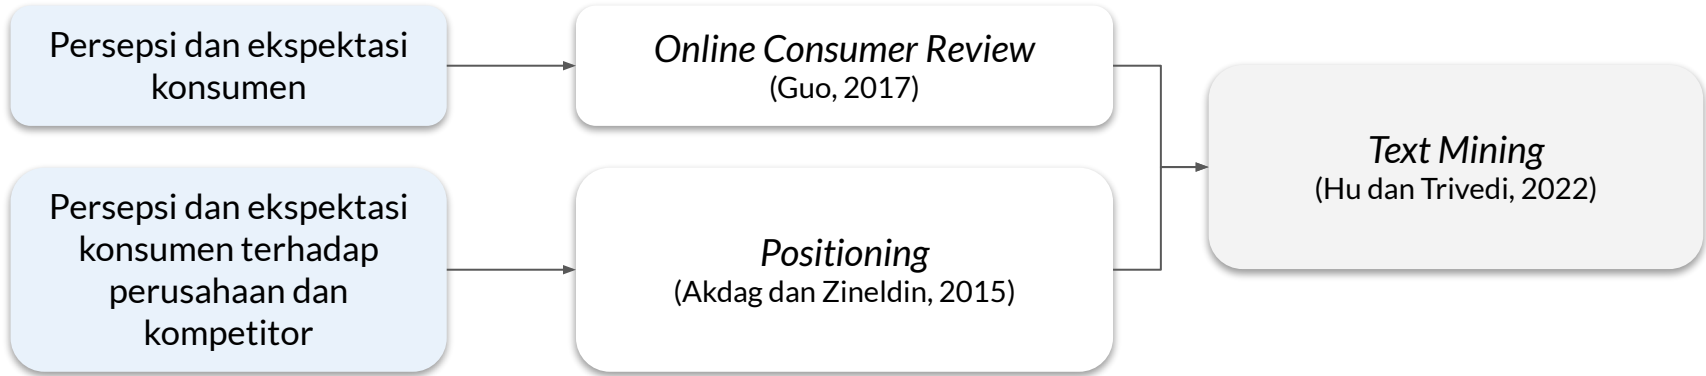 Persepsi dan ekspektasi
konsumen
Online Consumer Review
(Guo, 2017)
Persepsi dan ekspektasi
konsumen terhadap
perusahaan dan
kompetitor
Positioning
(Akdag dan Zineldin, 2015)
Text Mining
(Hu dan Trivedi, 2022)